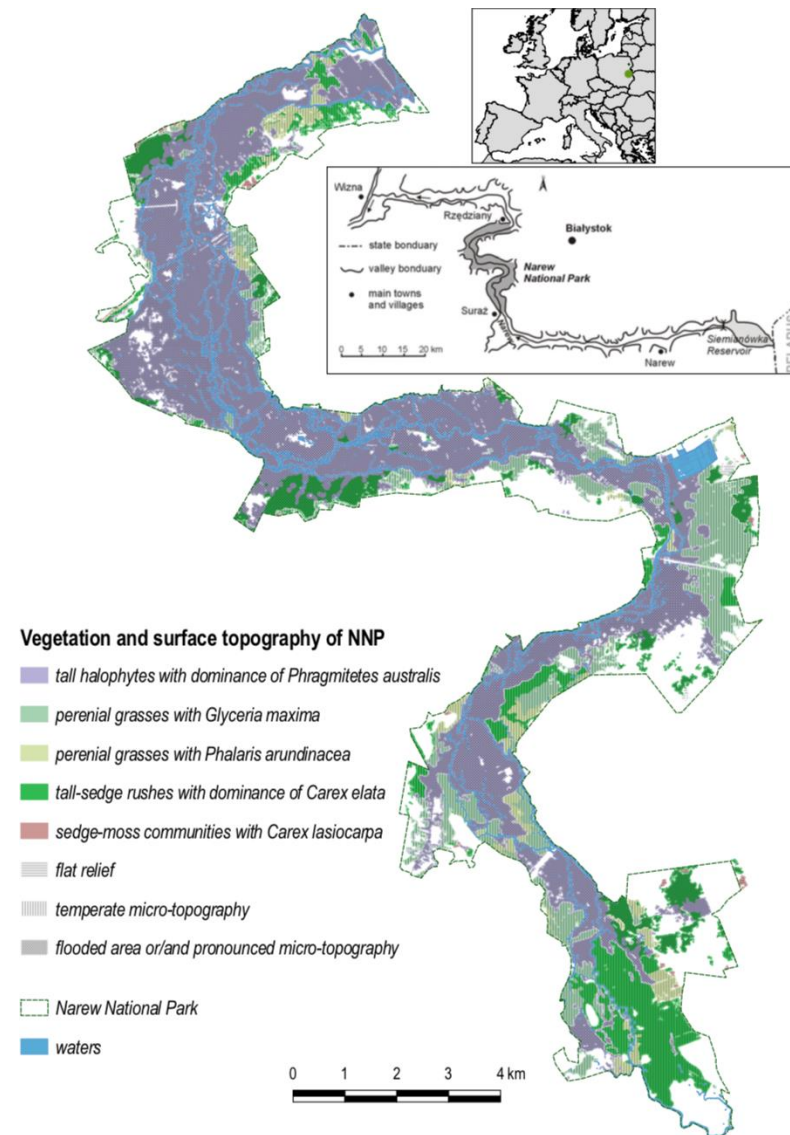 Wizna
Rzędziany
Białystok
state bonduary
valley bonduary
main towns
and villages
Narew
National Park
Suraż
Siemianówka
Reservoir
Narew
0 5 10 15 20 km
Vegetation and surface topography of NNP
tall halophytes with dominance of Phragmitetes australis
perenial grasses with Glyceria maxima
perenial grasses with Phalaris arundinacea
tall-sedge rushes with dominance of Carex elata
sedge-moss communities with Carex lasiocarpa
flat relief
temperate micro-topography
flooded area or/and pronounced micro-topography
Narew National Park
waters
0 1 2 3 4 km